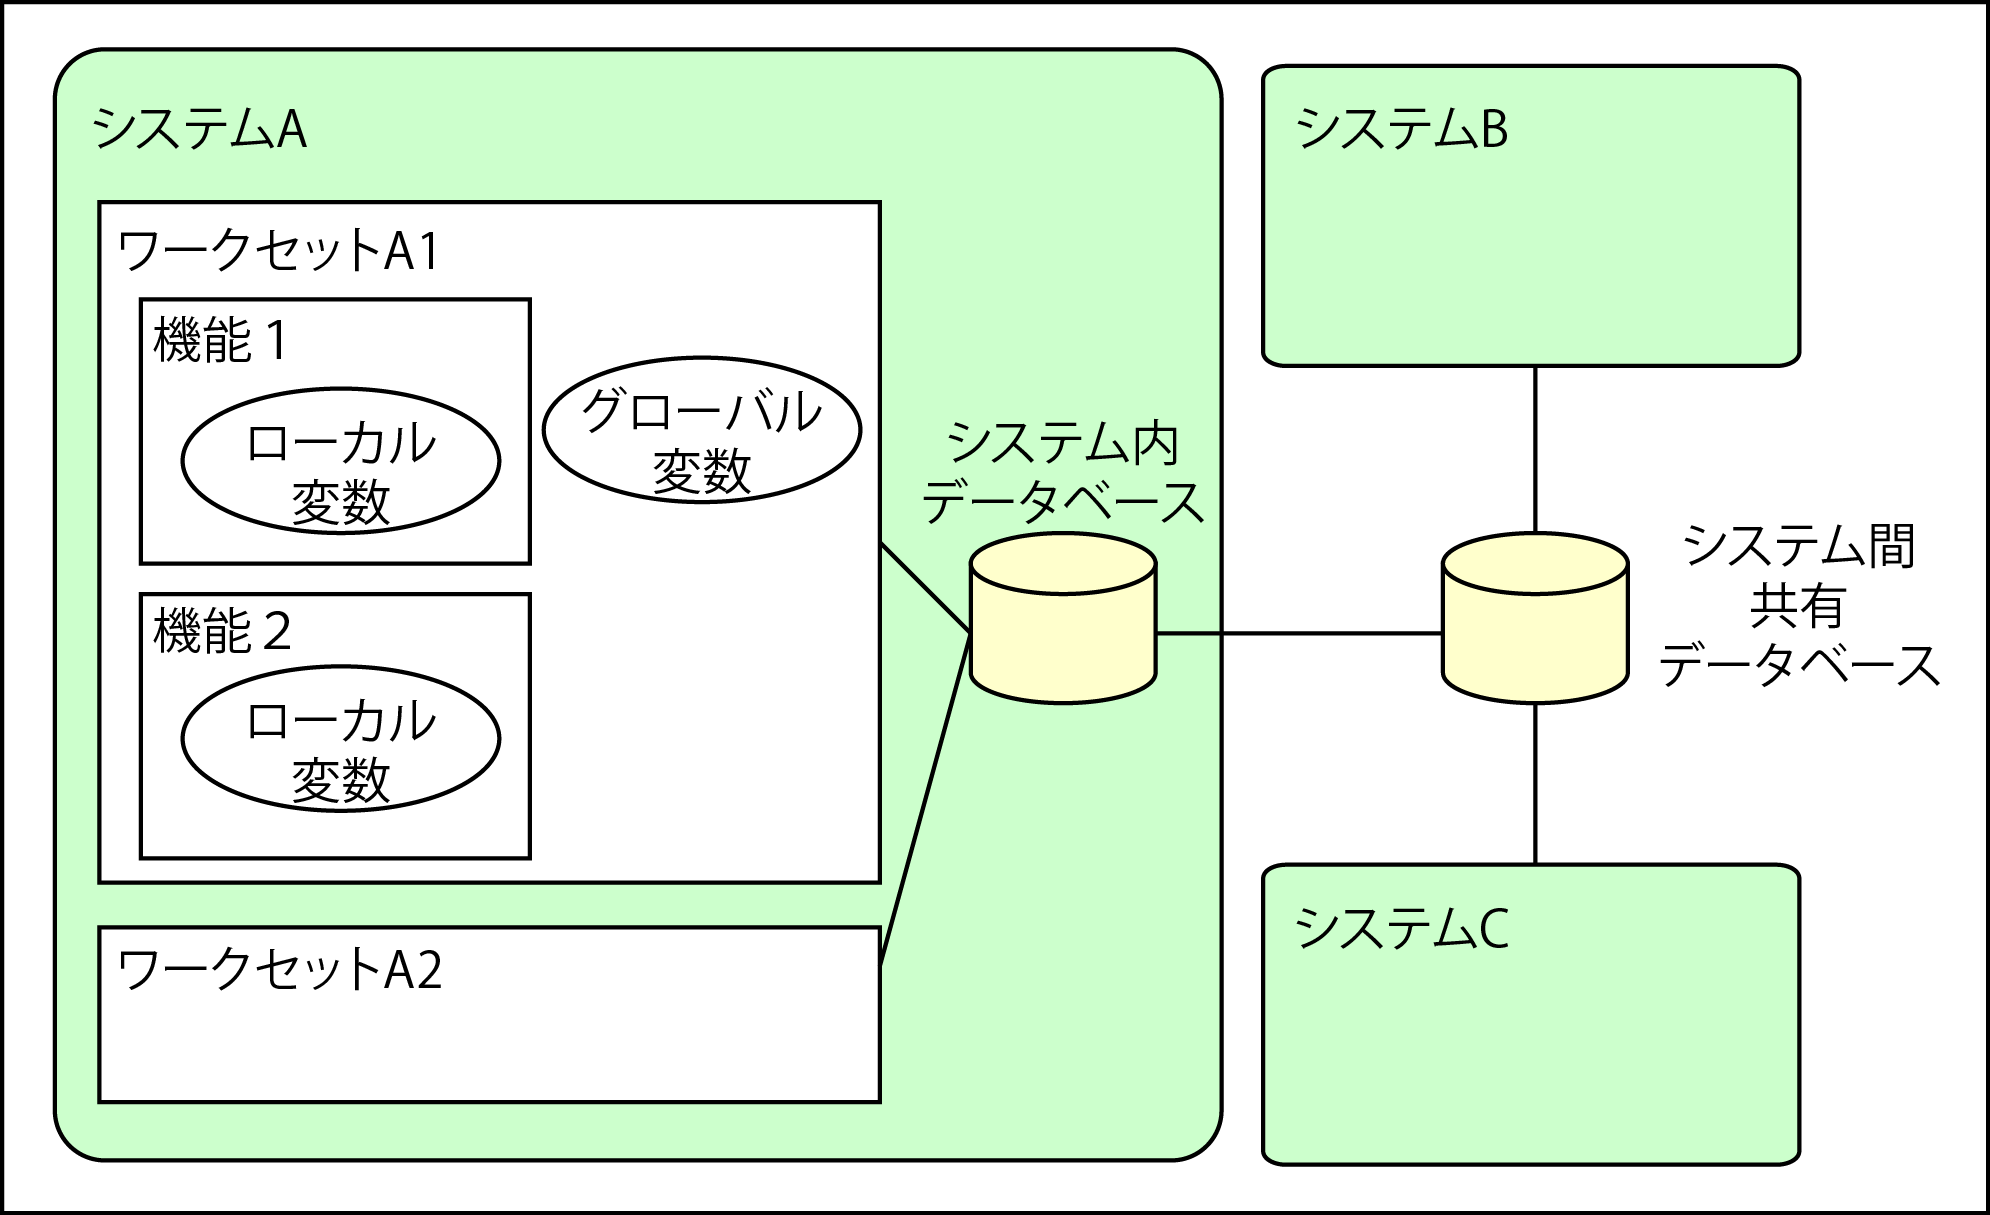 システムA
ワークセットA1
機能１
ローカル
変数
グローバル
変数
機能２
ローカル
変数
ワークセットA2
システム内
データベース
システムB
システム間
共有
データベース
システムC